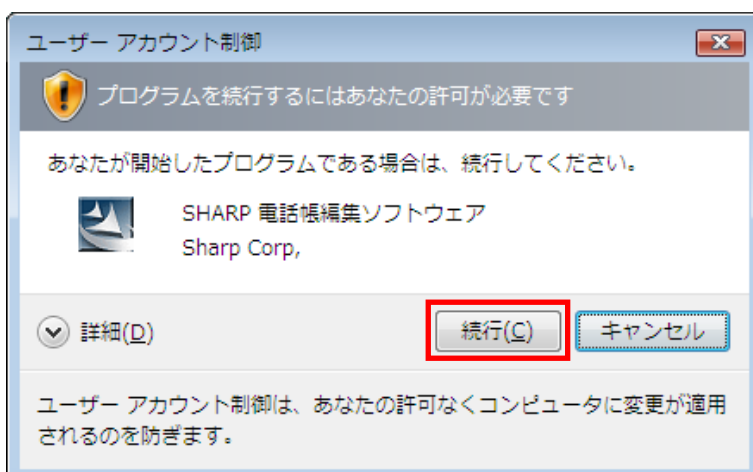 ユーザー アカウント制御
プログラムを続行するにはあなたの許可が必要です
あなたが開始したプログラムである場合は、続行してください。
SHARP 電話帳編集ソフトウェア
Sharp Corp,
詳細(D)
続行(C)
キャンセル
ユーザー アカウント制御は、あなたの許可なくコンピュータに変更が適用
されるのを防ぎます。